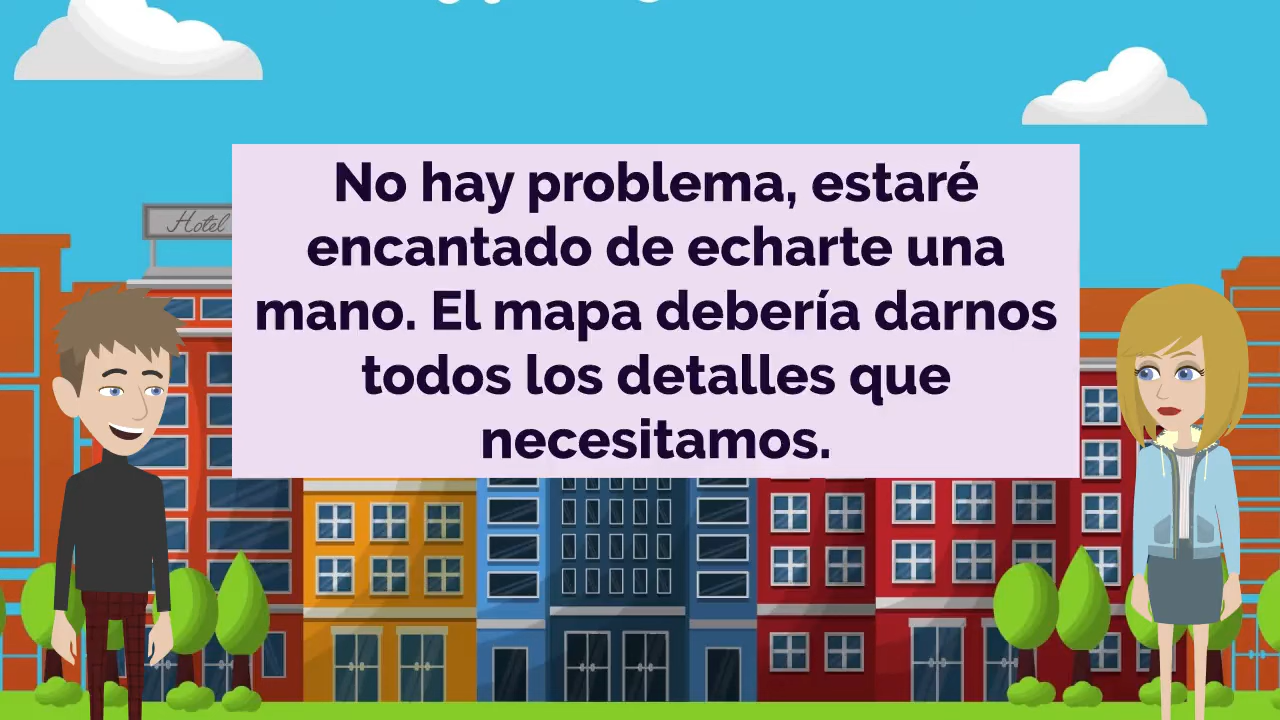 No hay problema, estaré
encantado de echarte una
mano. El mapa debería darnos
todos los detalles que
necesitamos.
Hotel